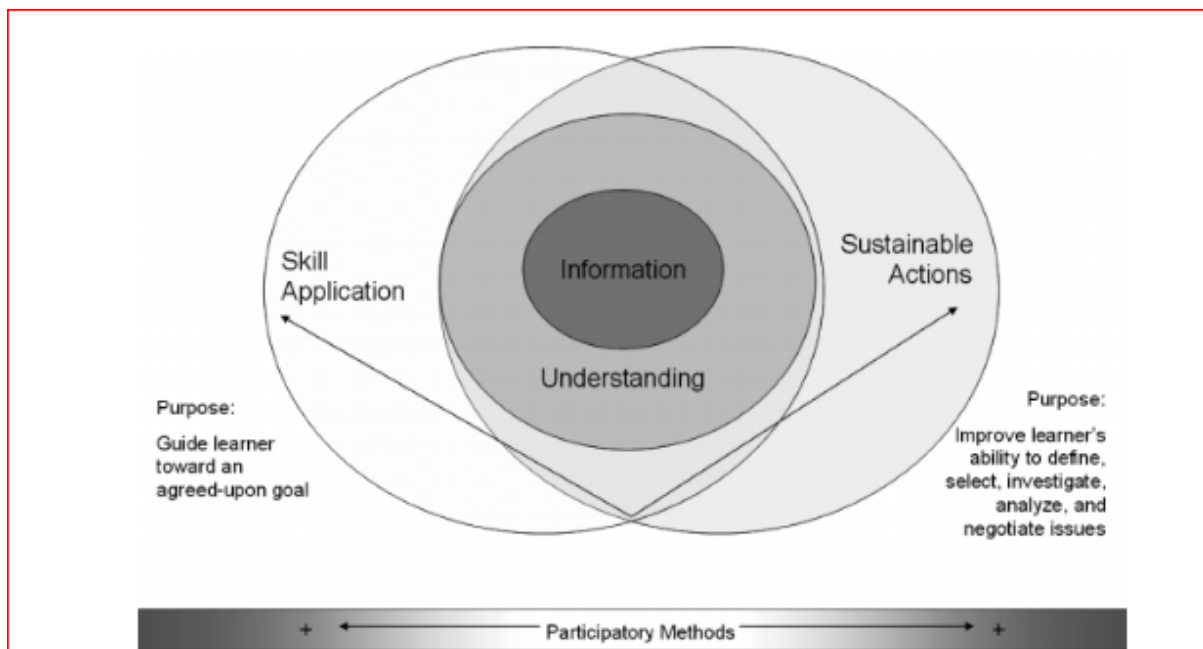 Information
Understanding
Skill
Application
Sustainable
Actions
Purpose:
Guide learner
toward an
agreed-upon goal
Purpose:
Improve learner's
ability to define,
select, investigate,
analyze, and
negotiate issues
+ Participatory Methods +